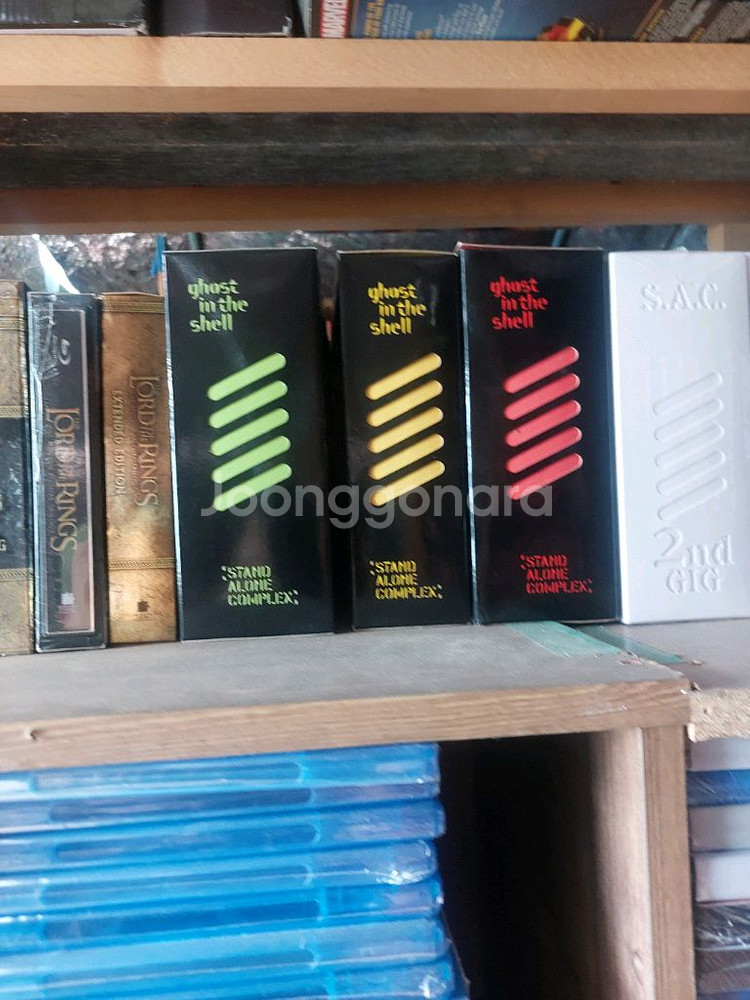 MARVEL
THE
LORD OF THE RINGS
THE
LORD OF THE RINGS
EXTENDED EDITION
ghost
in the
shell
:STAND
ALONE
COMPLEX:
ghost
in the
shell
:STAND
ALONE
COMPLEX:
ghost
in the
shell
:STAND
ALONE
COMPLEX:
S.A.C.
2nd
GIG
Joonggonara